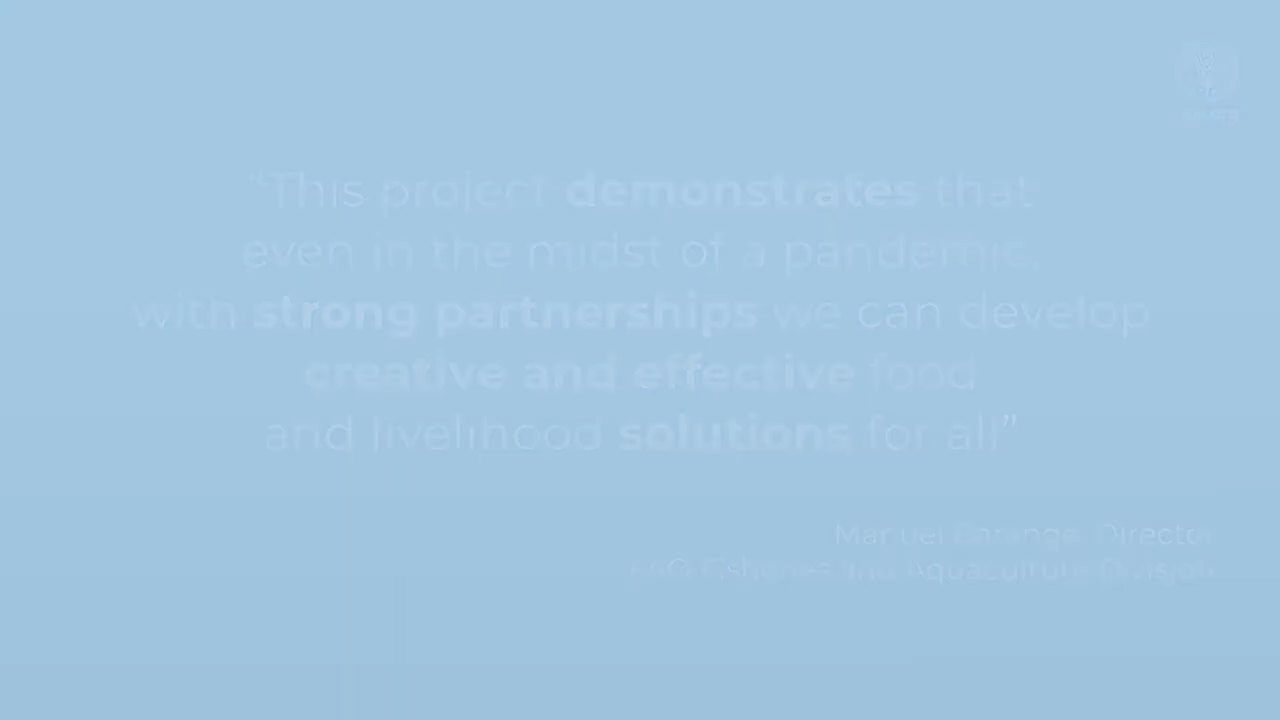 "This project demonstrates that
even in the midst of a pandemic,
with strong partnerships we can develop
creative and effective food
and livelihood solutions for all"
Manuel Barange, Director
FAO Fisheries and Aquaculture Division